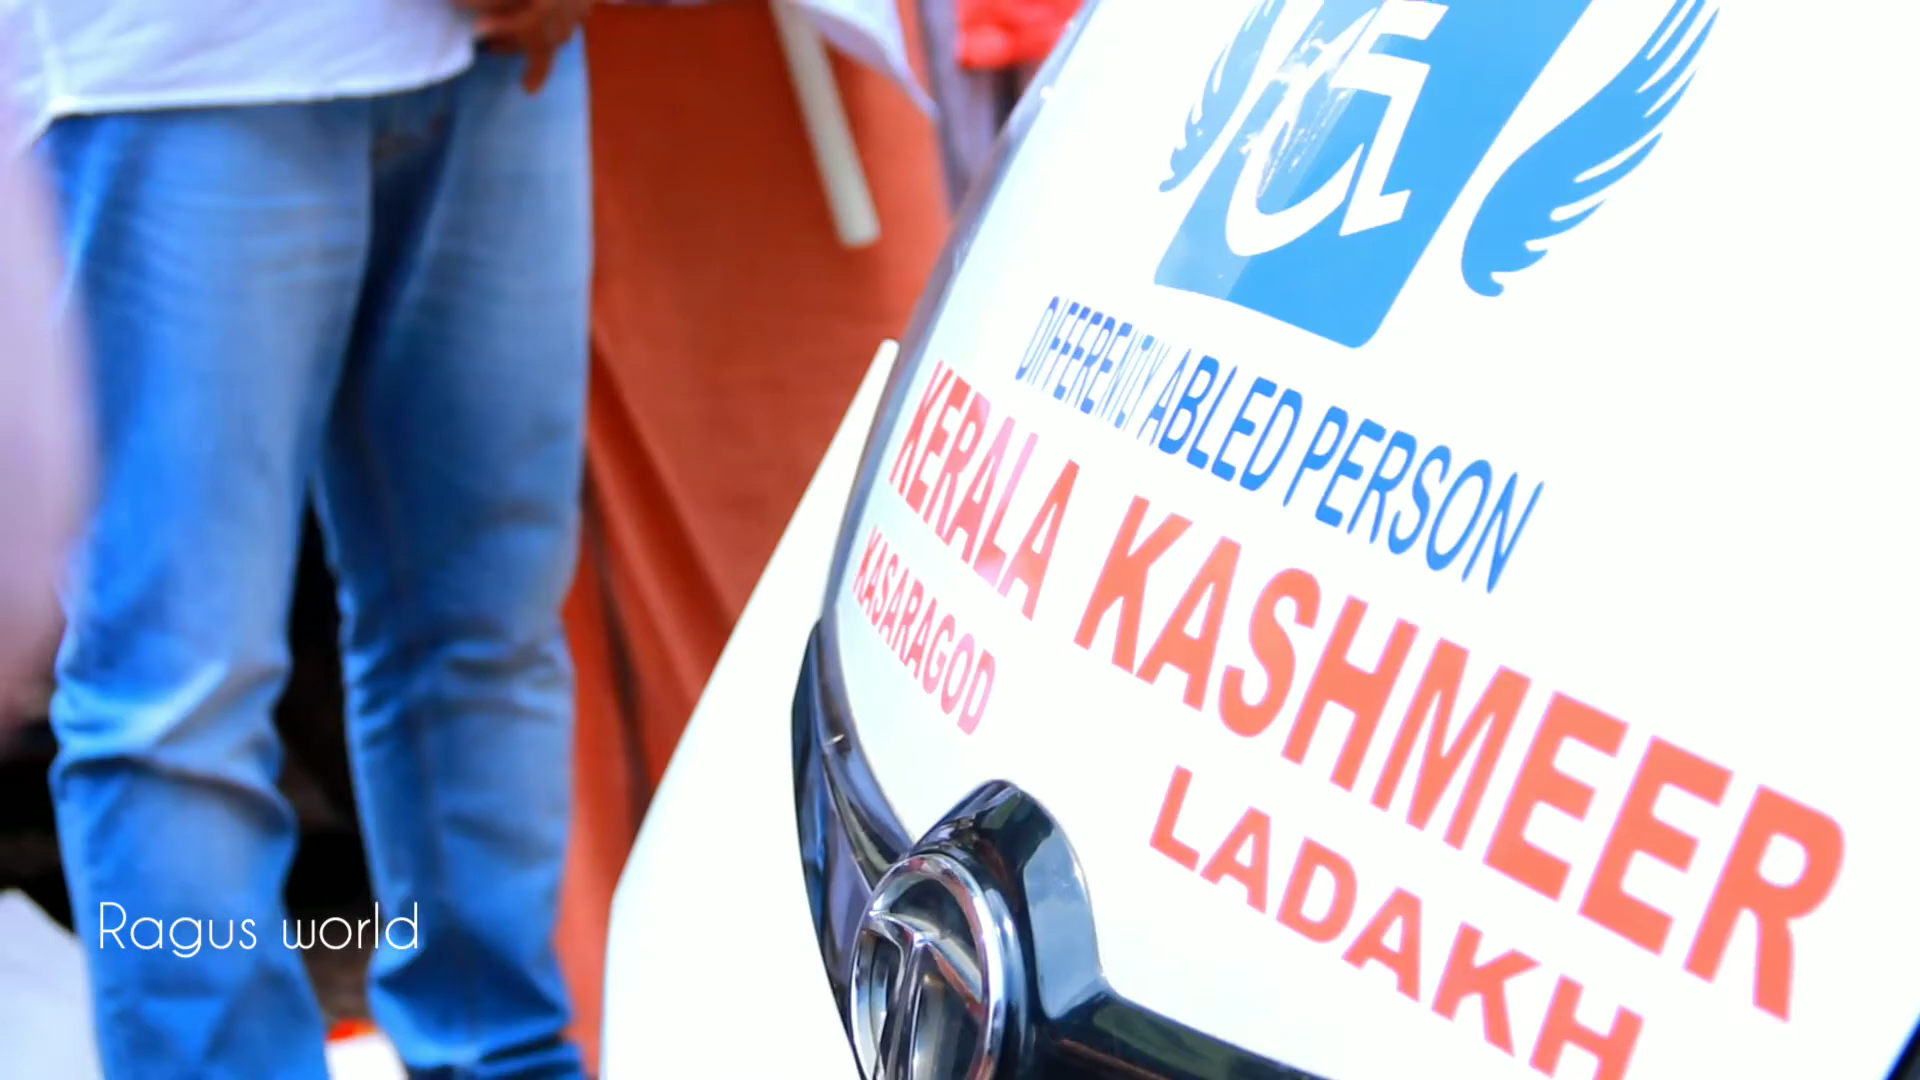 DIFFERENTLY ABLED PERSON
KERALA KASHMEER
KASARAGOD
LADAKH
Ragus world